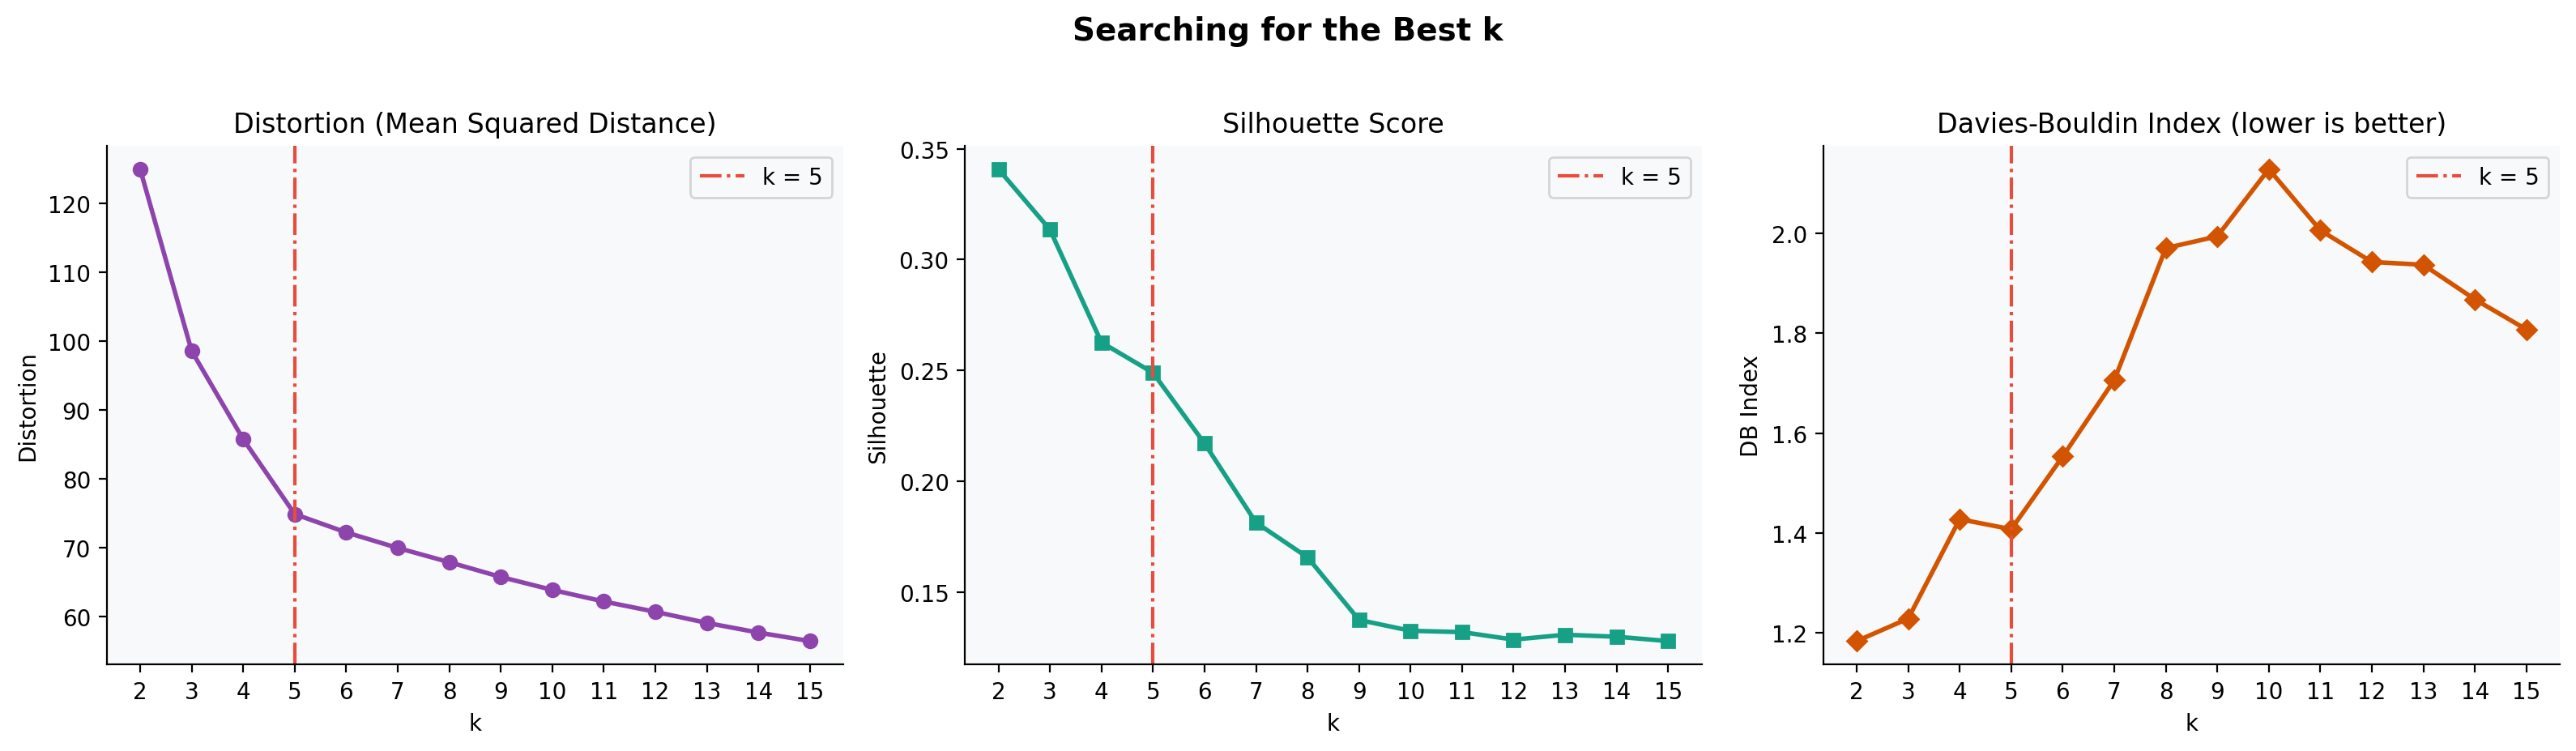 Searching for the Best k
Distortion (Mean Squared Distance)
k = 5
120
110
100
90
80
70
60
Distortion
2 3 4 5 6 7 8 9 10 11 12 13 14 15
k
Silhouette Score
k = 5
0.35
0.30
0.25
0.20
0.15
Silhouette
2 3 4 5 6 7 8 9 10 11 12 13 14 15
k
Davies-Bouldin Index (lower is better)
k = 5
2.0
1.8
1.6
1.4
1.2
DB Index
2 3 4 5 6 7 8 9 10 11 12 13 14 15
k